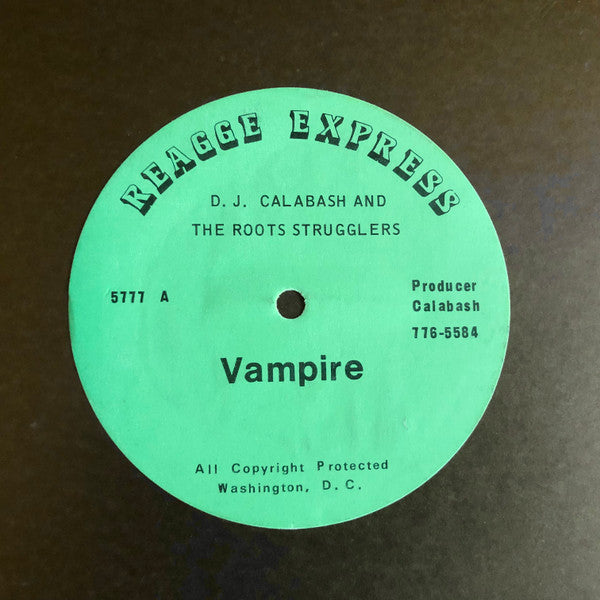 REAGGE EXPRESS
D. J. CALABASH AND
THE ROOTS STRUGGLERS
5777 A
Producer
Calabash
776-5584
Vampire
All Copyright Protected
Washington, D. C.